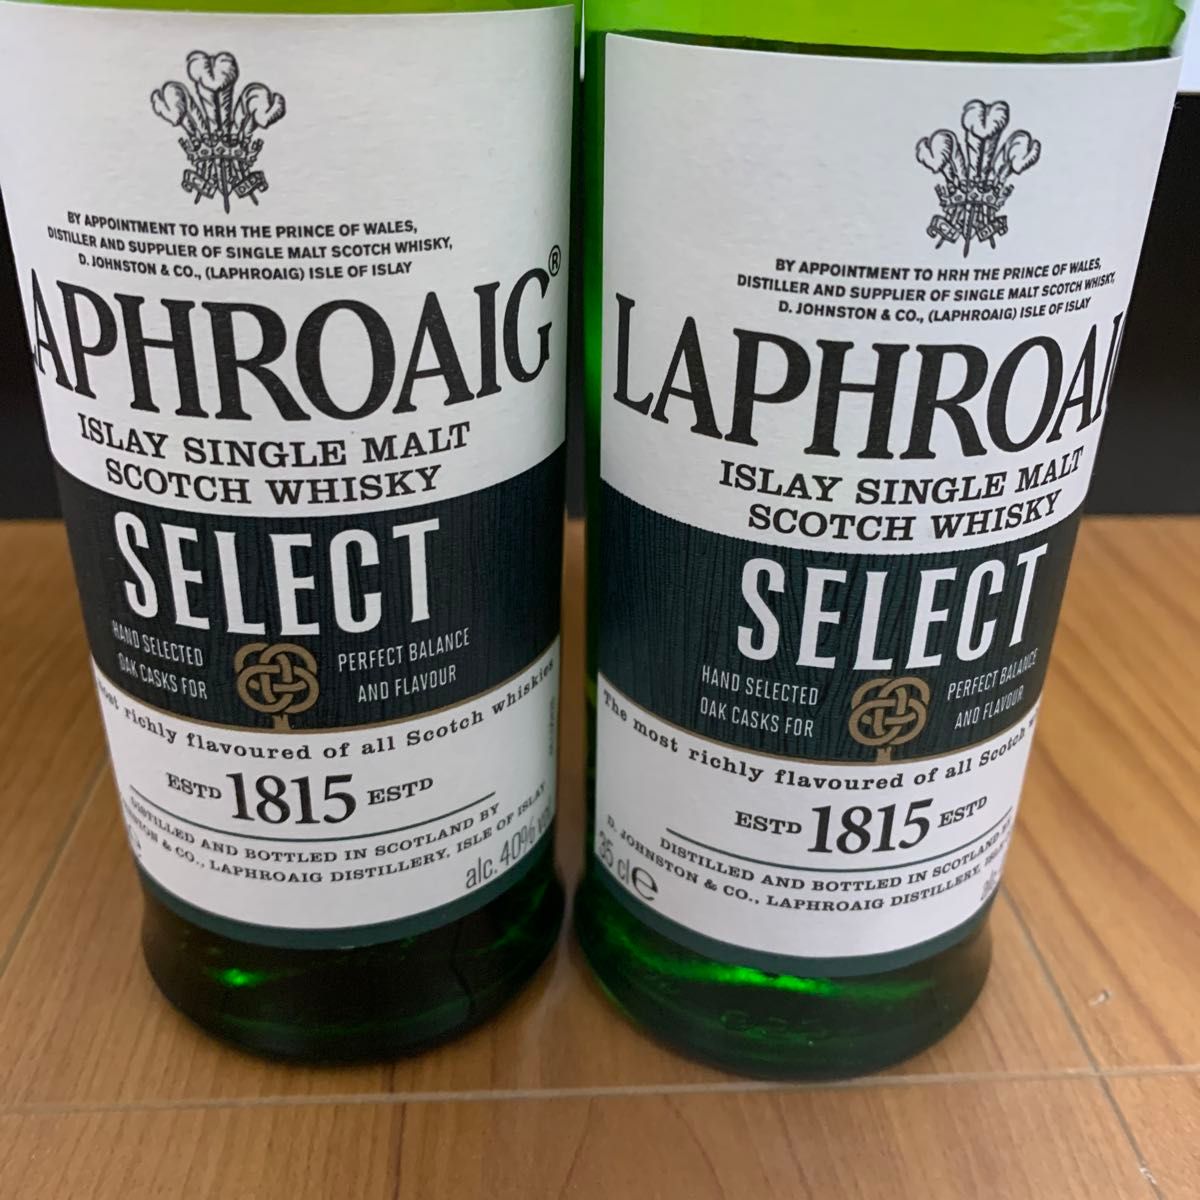 BY APPOINTMENT TO HRH THE PRINCE OF WALES,
DISTILLER AND SUPPLIER OF SINGLE MALT SCOTCH WHISKY,
D. JOHNSTON & CO., (LAPHROAIG) ISLE OF ISLAY
APHROAIG®
ISLAY SINGLE MALT
SCOTCH WHISKY
SELECT
HAND SELECTED
OAK CASKS FOR
PERFECT BALANCE
AND FLAVOUR
most richly flavoured of all Scotch whiskies
ESTD 1815 ESTD
DISTILLED AND BOTTLED IN SCOTLAND BY
& CO., LAPHROAIG DISTILLERY, ISLE OF ISLAY
alc. 40% vol
BY APPOINTMENT TO HRH THE PRINCE OF WALES,
DISTILLER AND SUPPLIER OF SINGLE MALT SCOTCH WHISKY,
D. JOHNSTON & CO., (LAPHROAIG) ISLE OF ISLAY
LAPHROAI
ISLAY SINGLE MALT
SCOTCH WHISKY
SELECT
HAND SELECTED
OAK CASKS FOR
PERFECT BALANCE
AND FLAVOUR
The most richly flavoured of all Scotch
ESTD 1815 ESTD
DISTILLED AND BOTTLED IN SCOTLAND BY
D. JOHNSTON & CO., LAPHROAIG DISTILLERY,
35 cl e